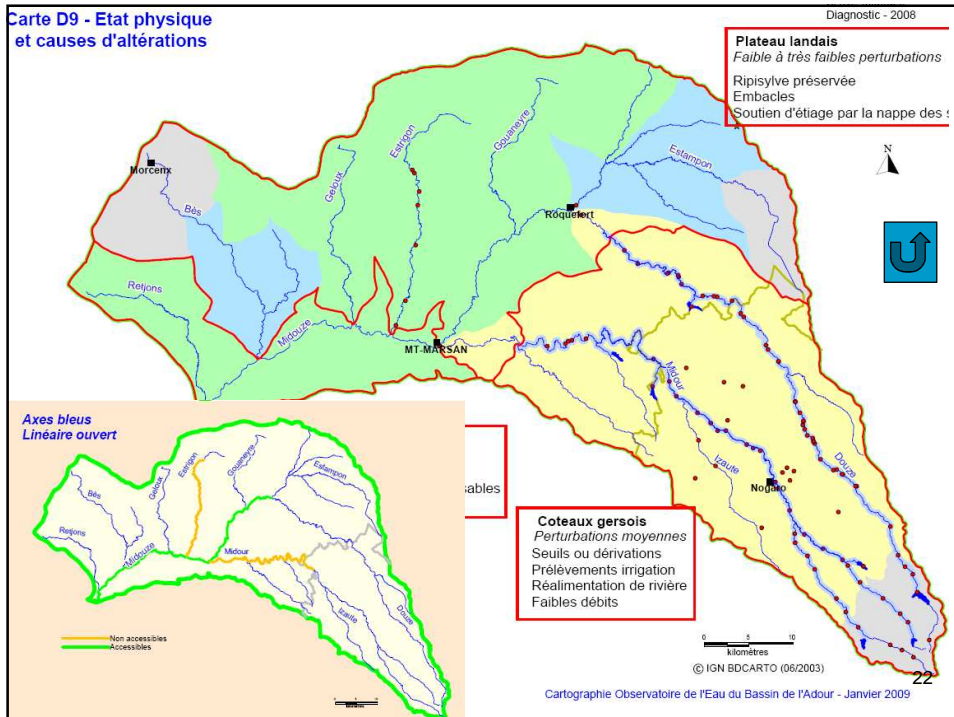 Carte D9 - Etat physique
et causes d'altérations
Diagnostic - 2008
Plateau landais
Faible à très faibles perturbations
Ripisylve préservée
Embacles
Soutien d'étiage par la nappe des s
N
Morcenx
Bès
Geloux
Estrigon
Gouaneyre
Estampon
Roquefort
Retjons
Midouze
MT-MARSAN
Midour
Izaute
Douze
Nogaro
Axes bleus
Linéaire ouvert
Bès
Geloux
Estrigon
Gouaneyre
Estampon
Retjons
Midouze
Midour
Izaute
Douze
Non accessibles
Accessibles
sables
Coteaux gersois
Perturbations moyennes
Seuils ou dérivations
Prélèvements irrigation
Réalimentation de rivière
Faibles débits
0 5 10
kilomètres
© IGN BDCARTO (06/2003)
22
Cartographie Observatoire de l'Eau du Bassin de l'Adour - Janvier 2009